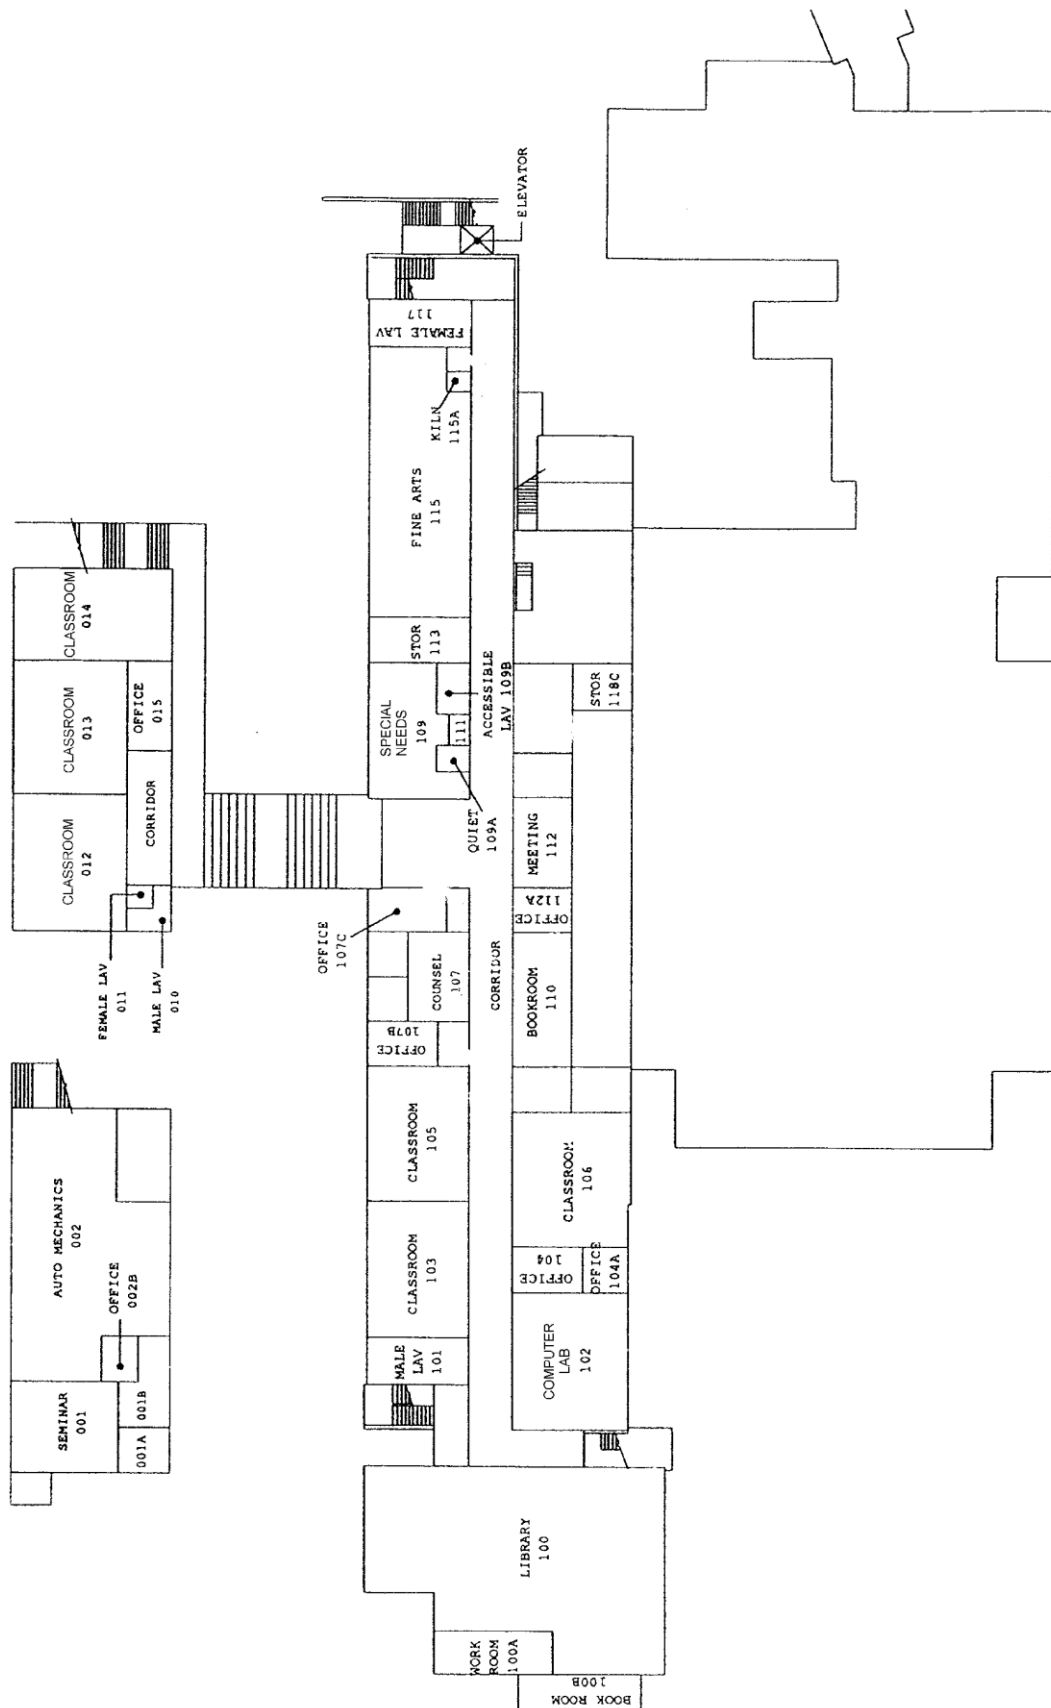 ELEVATOR
FEMALE LAV
117
KILN
115A
FINE ARTS
115
STOR
113
ACCESSIBLE
LAV 109B
SPECIAL
NEEDS
109
111
QUIET
109A
STOR
118C
MEETING
112
OFFICE
112A
BOOKROOM
110
CORRIDOR
OFFICE
107C
COUNSEL
107
OFFICE
107B
CLASSROOM
105
CLASSROOM
103
MALE
LAV
101
CLASSROOM
106
OFFICE
104
OFFICE
104A
COMPUTER
LAB
102
LIBRARY
100
WORK
ROOM
100A
BOOK ROOM
100B
CLASSROOM
014
CLASSROOM
013
OFFICE
015
CLASSROOM
012
CORRIDOR
FEMALE LAV
011
MALE LAV
010
AUTO MECHANICS
002
OFFICE
002B
SEMINAR
001
001B
001A